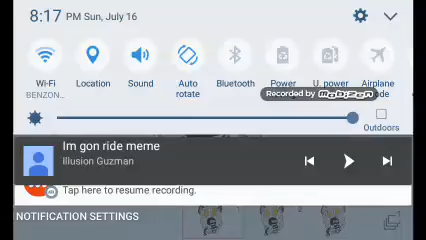 8:17 PM Sun, July 16
Wi-Fi Location Sound Auto rotate Bluetooth Power U. power Airplane
BENZON...
Recorded by mobizen
Outdoors
Im gon ride meme
Illusion Guzman
Tap here to resume recording.
NOTIFICATION SETTINGS